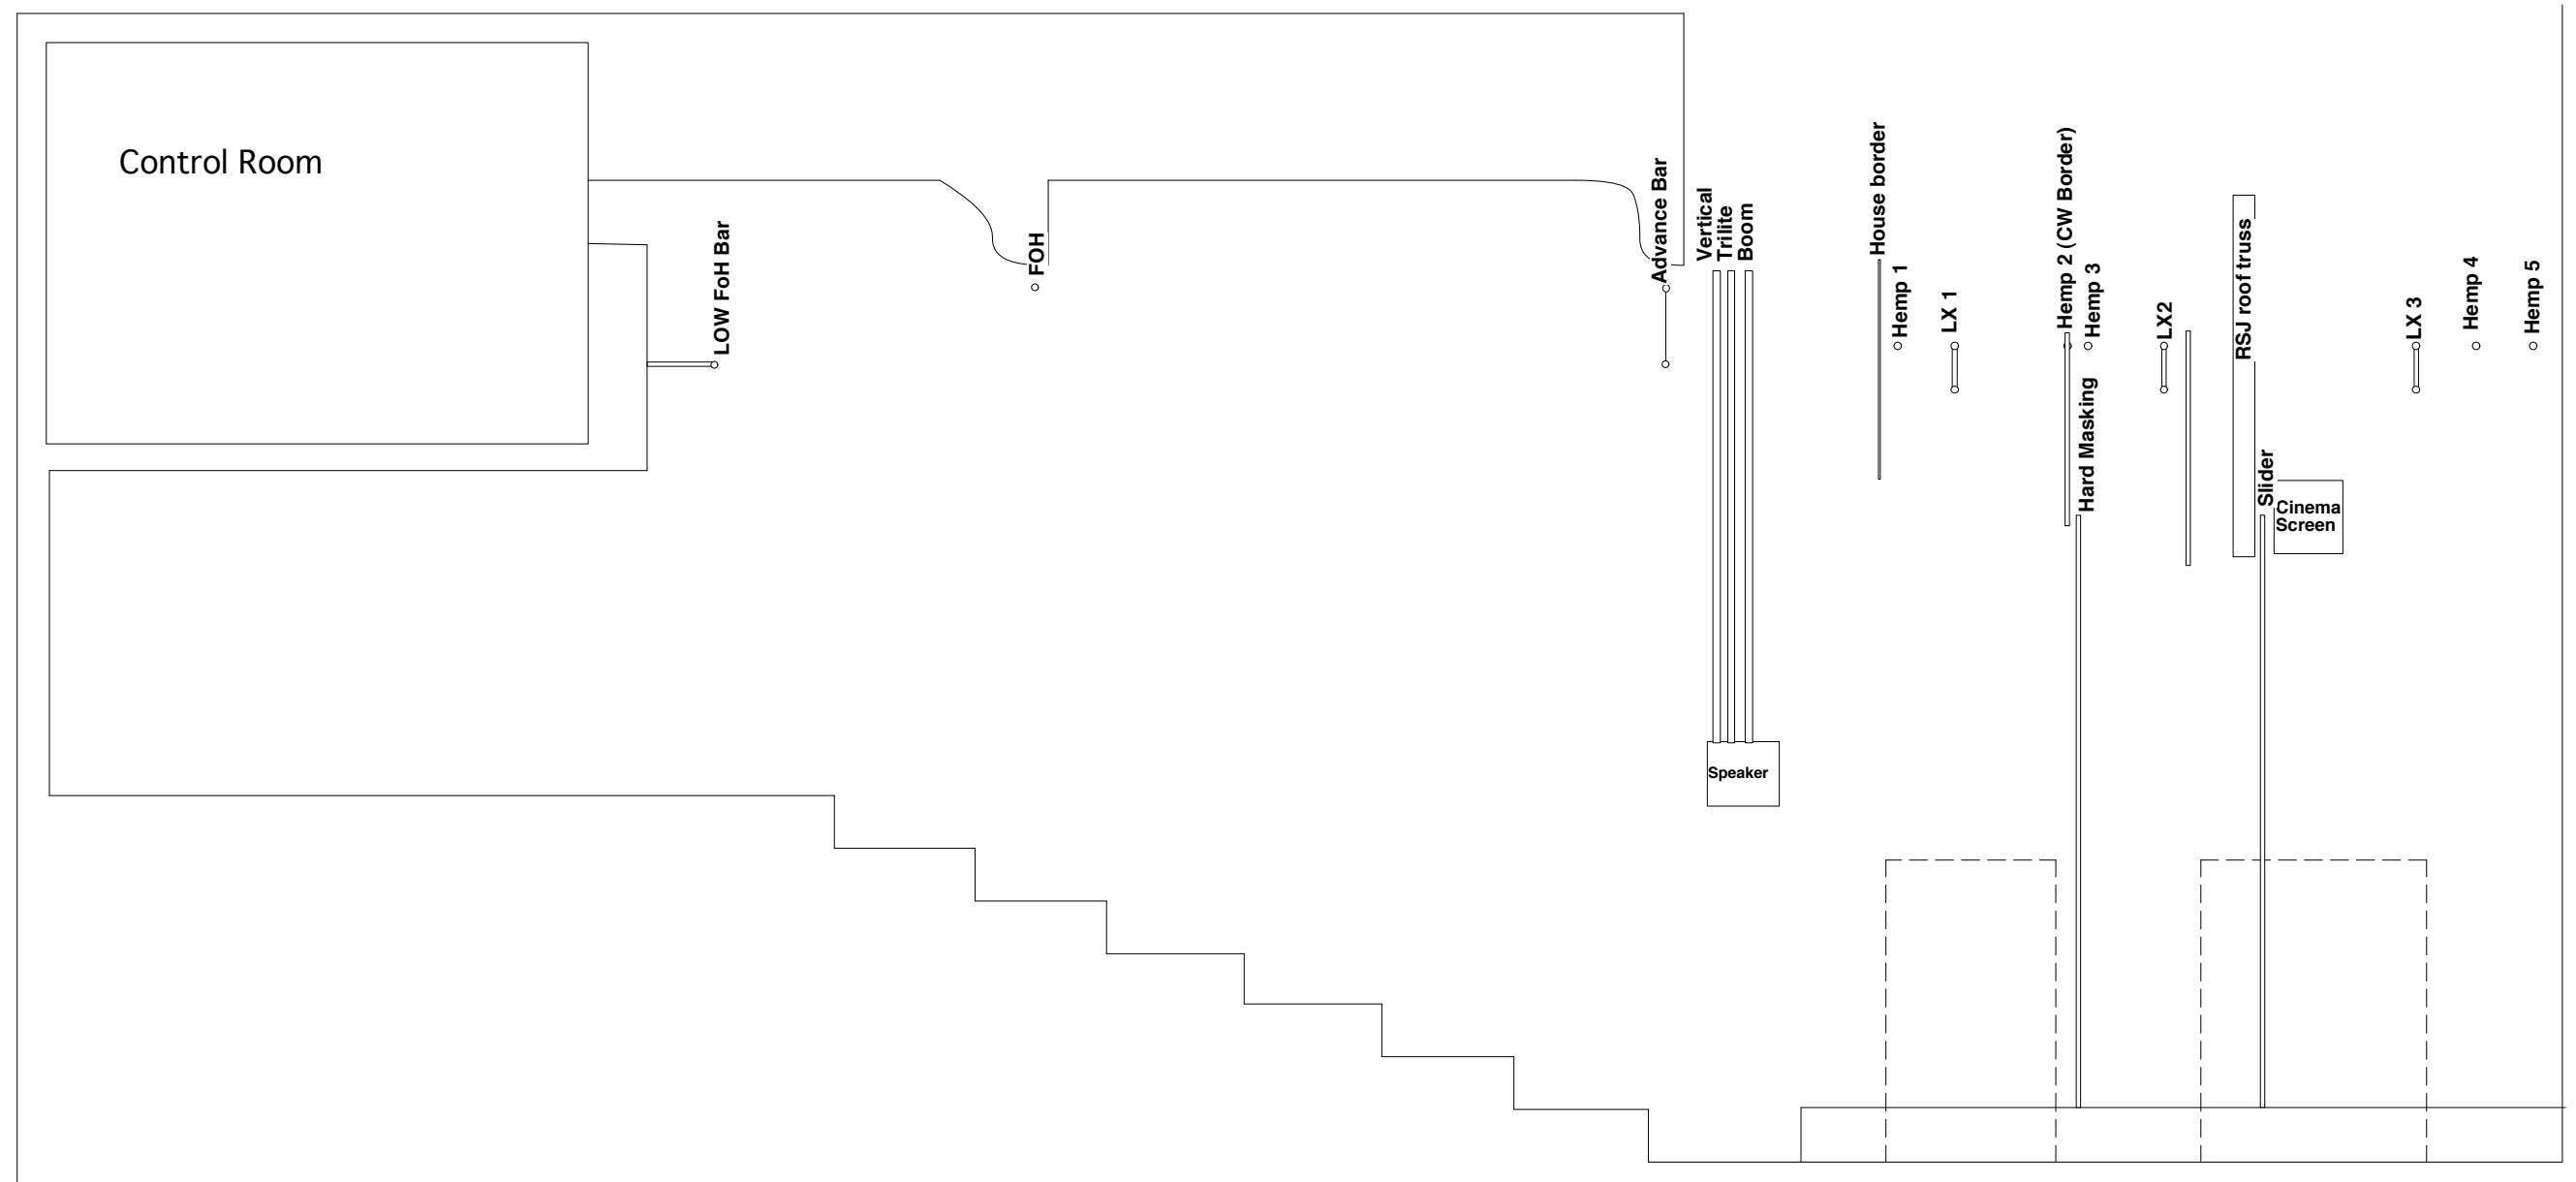 Control Room
LOW FoH Bar
FOH
Advance Bar
Vertical
Trilite
Boom
Speaker
House border
Hemp 1
LX 1
Hemp 2 (CW Border)
Hemp 3
Hard Masking
LX2
RSJ roof truss
Slider
Cinema
Screen
LX 3
Hemp 4
Hemp 5